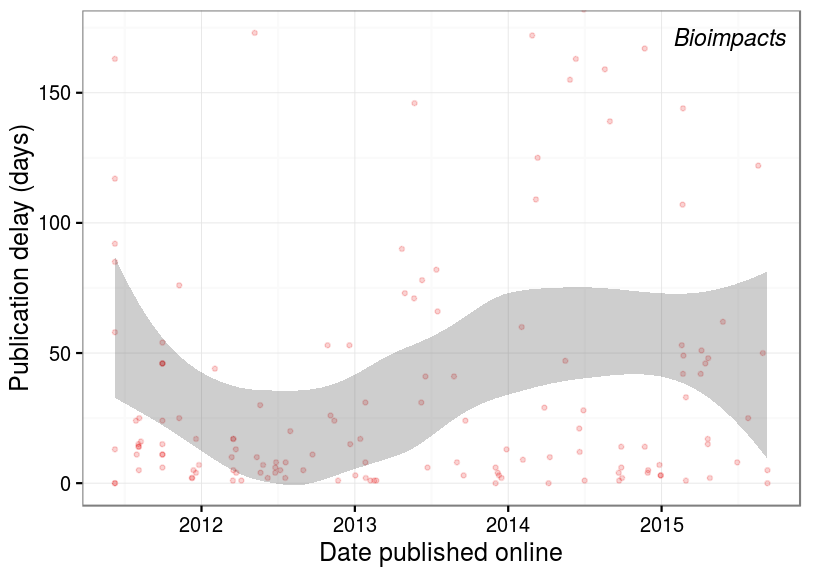 Bioimpacts
Publication delay (days)
150
100
50
0
2012 2013 2014 2015
Date published online